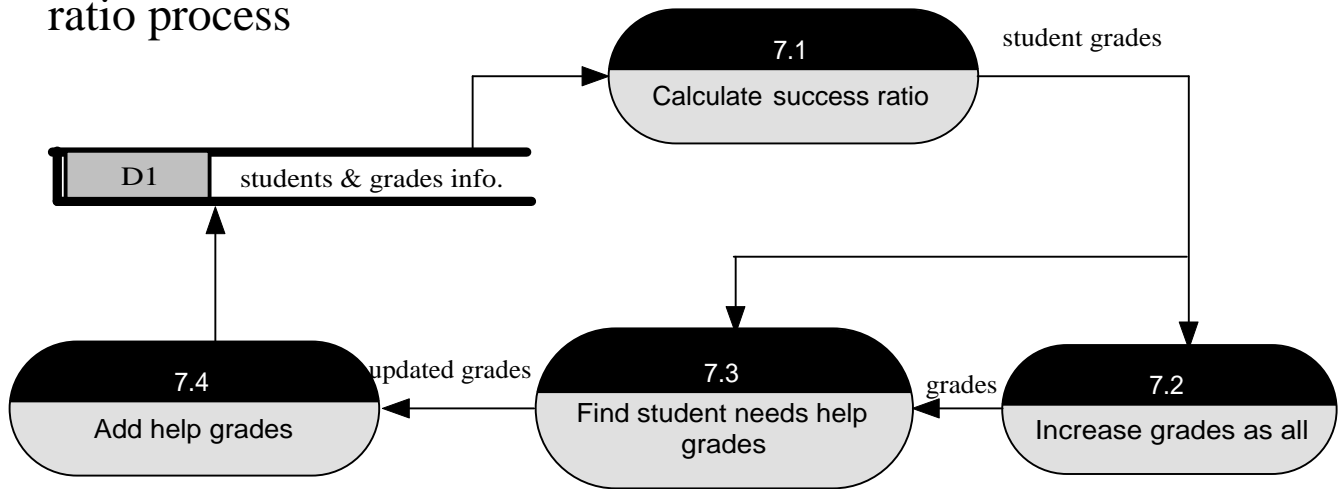 ratio process
7.1
Calculate success ratio
student grades
D1
students & grades info.
7.4
Add help grades
updated grades
7.3
Find student needs help
grades
grades
7.2
Increase grades as all